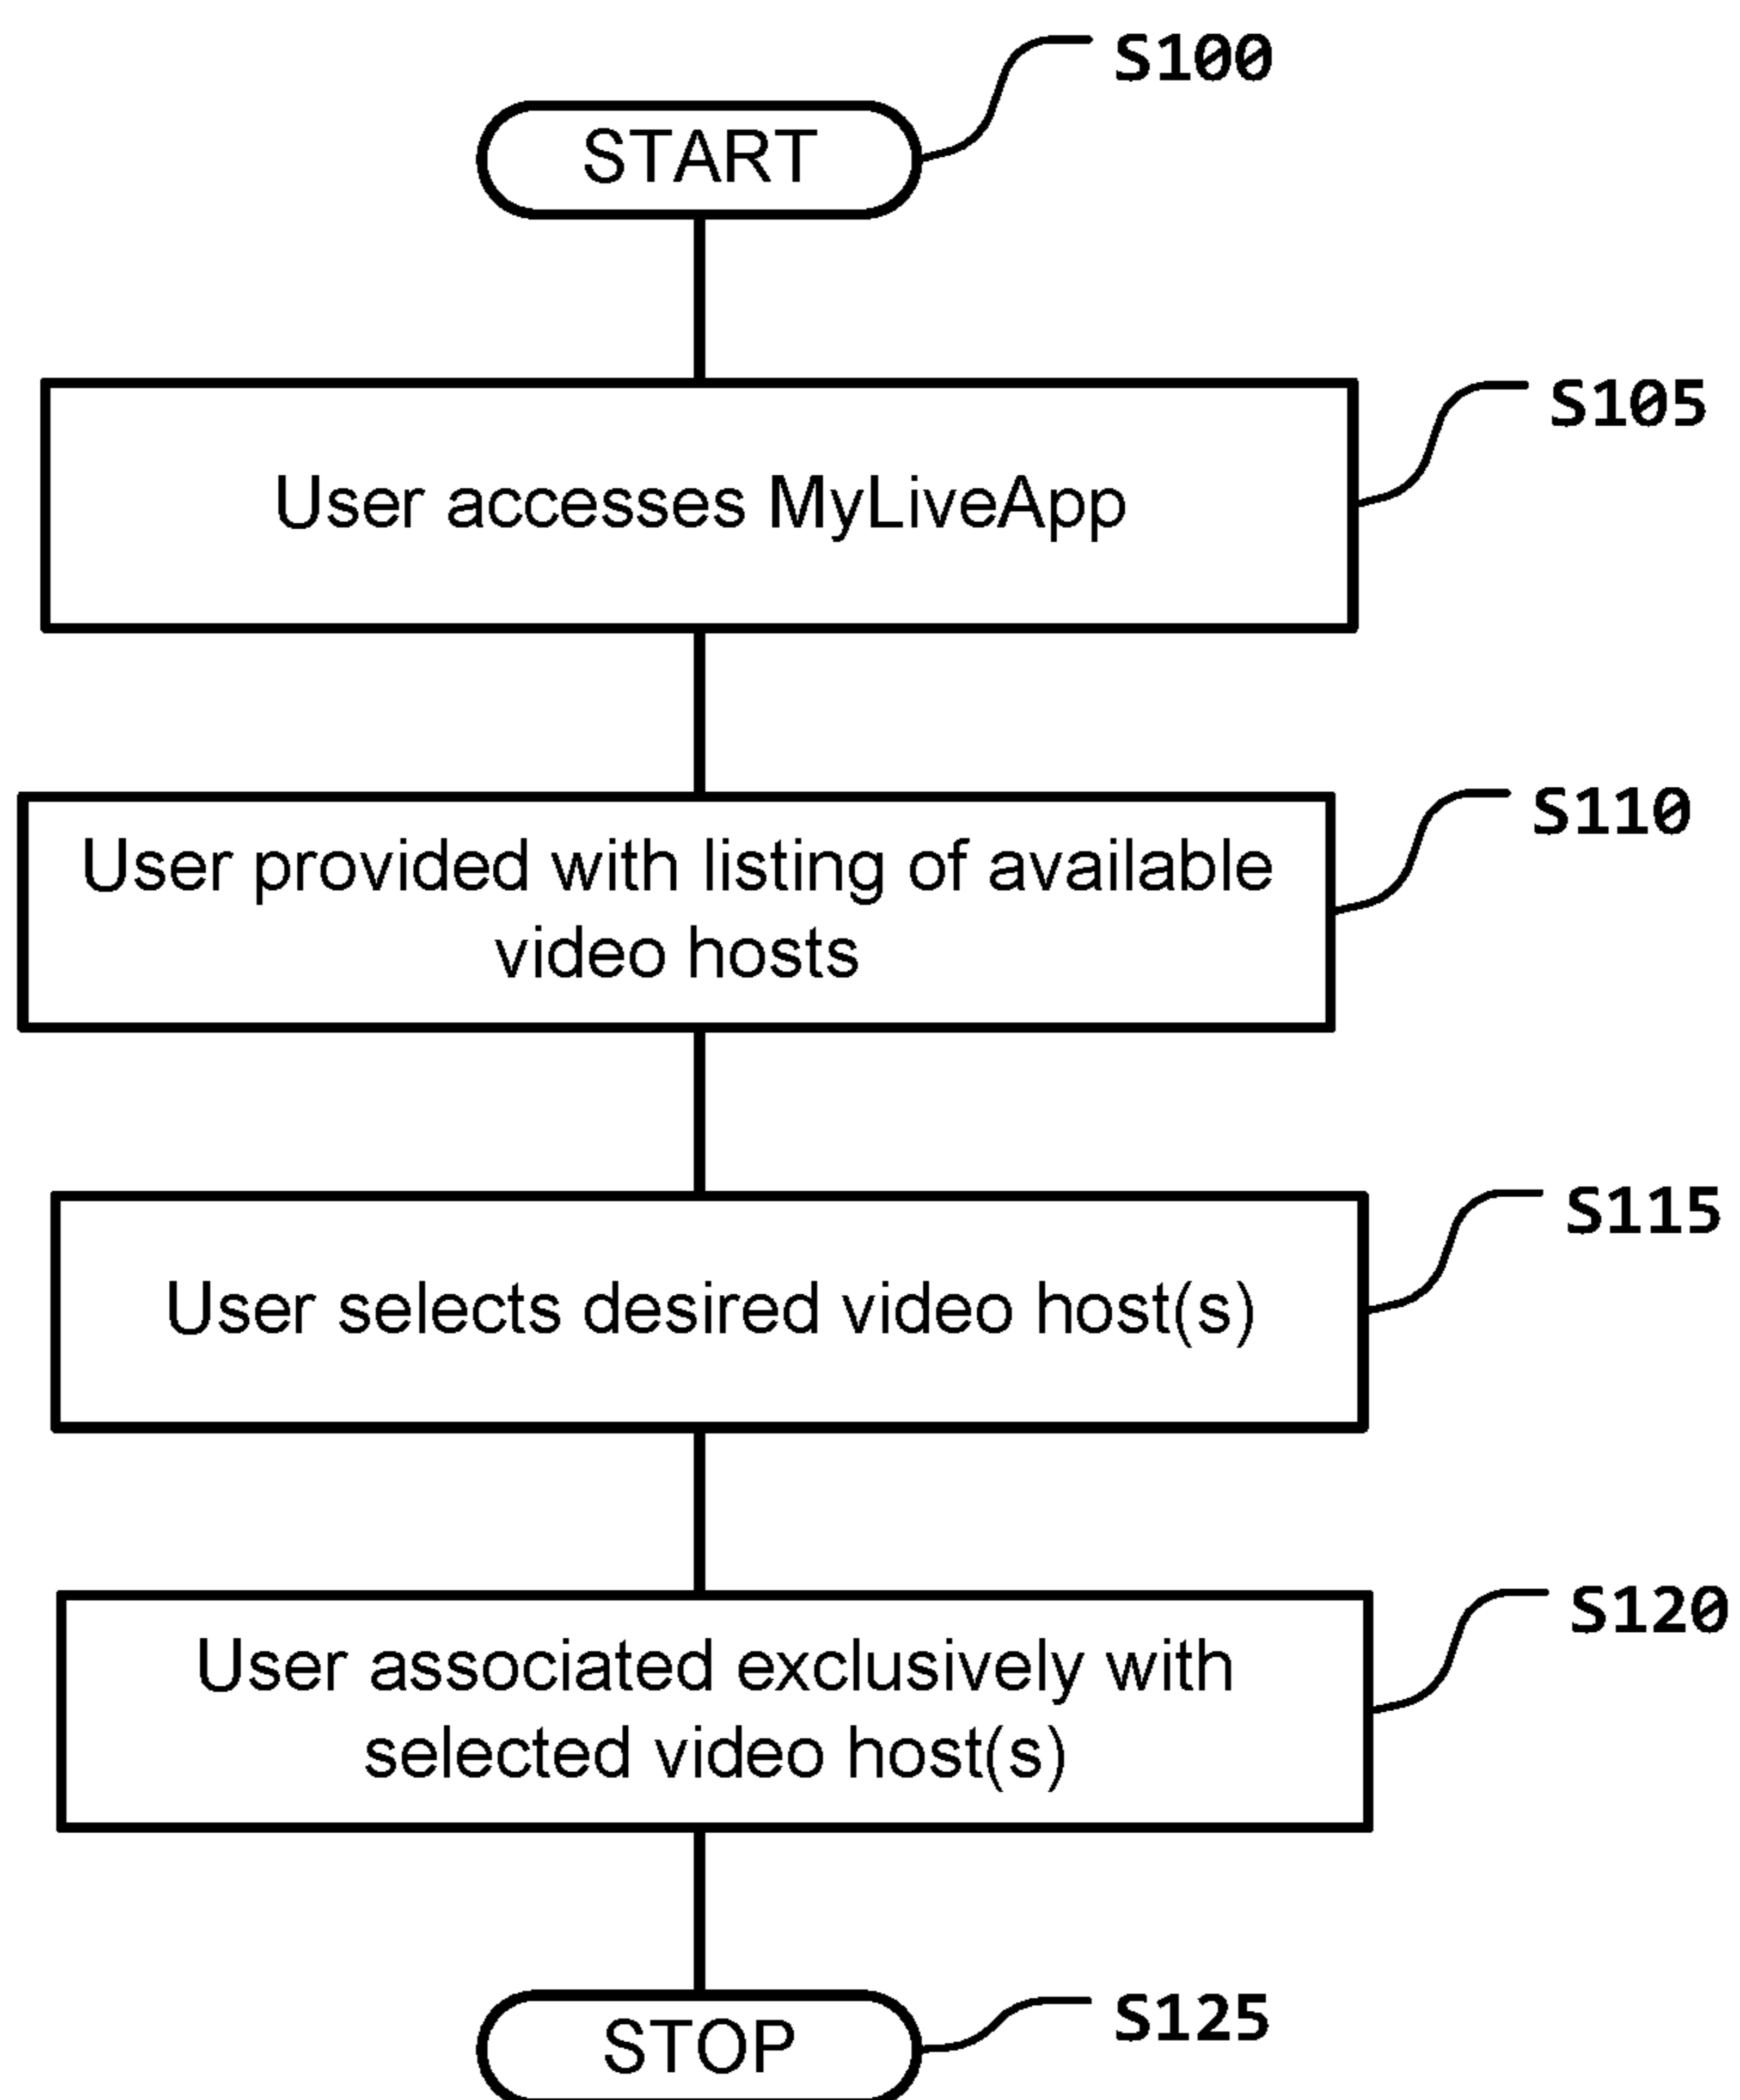 S100
START
S105
User accesses MyLiveApp
S110
User provided with listing of available
video hosts
S115
User selects desired video host(s)
S120
User associated exclusively with
selected video host(s)
S125
STOP